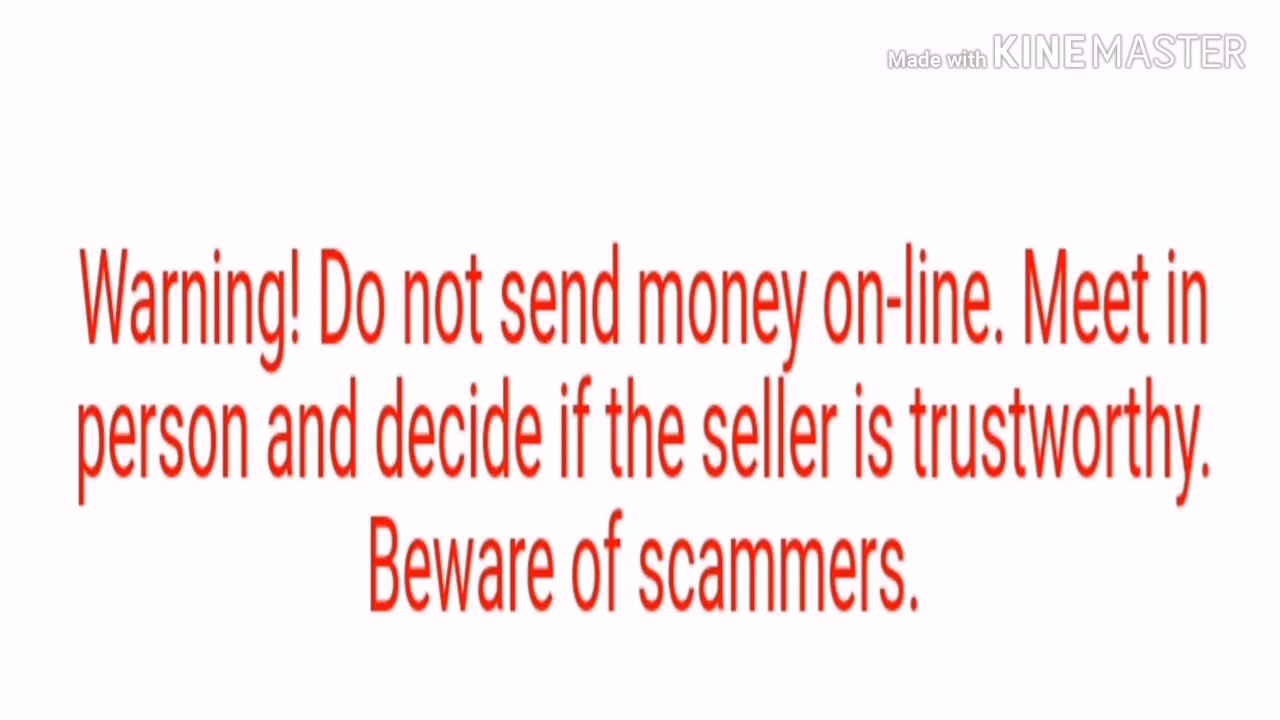 Made with KINEMASTER
Warning! Do not send money on-line. Meet in
person and decide if the seller is trustworthy.
Beware of scammers.